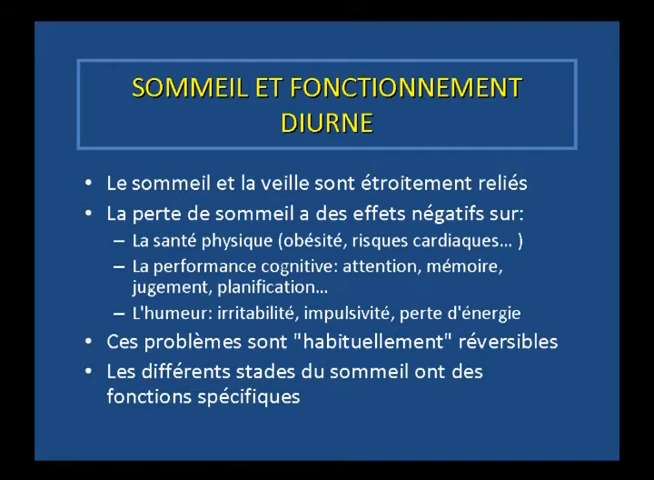 SOMMEIL ET FONCTIONNEMENT
DIURNE
• Le sommeil et la veille sont étroitement reliés
• La perte de sommeil a des effets négatifs sur:
– La santé physique (obésité, risques cardiaques... )
– La performance cognitive: attention, mémoire,
jugement, planification...
– L'humeur: irritabilité, impulsivité, perte d'énergie
• Ces problèmes sont "habituellement" réversibles
• Les différents stades du sommeil ont des
fonctions spécifiques